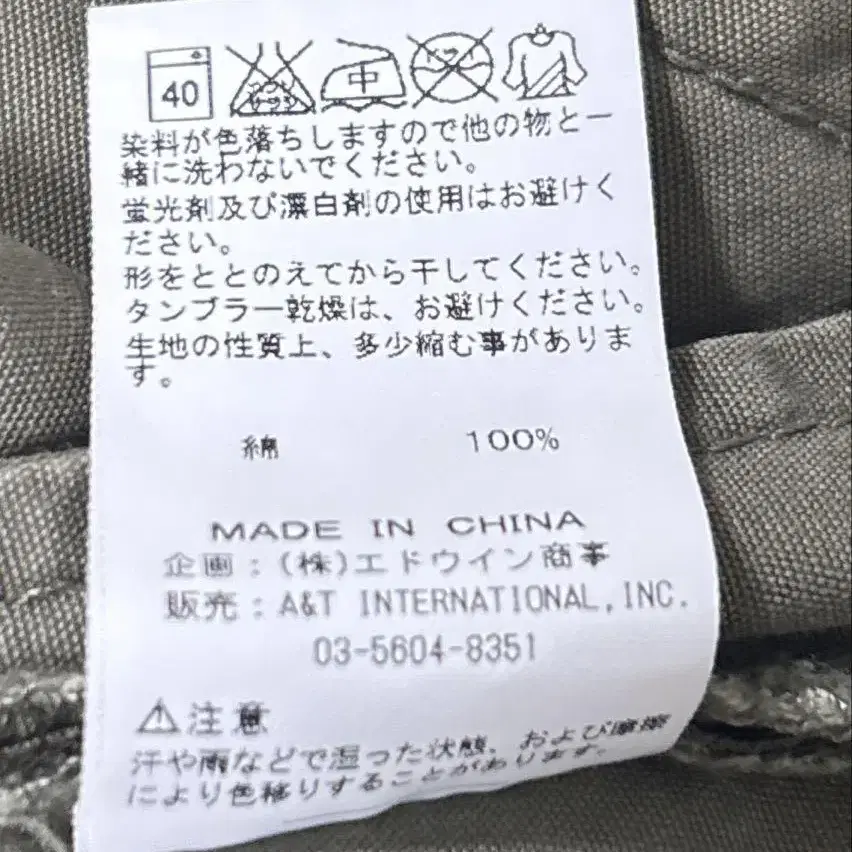 40 中 ドライ
染料が色落ちしますので他の物と一
緒に洗わないでください。
蛍光剤及び漂白剤の使用はお避けく
ださい。
形をととのえてから干してください。
タンブラー乾燥は、お避けください。
生地の性質上、多少縮む事がありま
す。
綿 100%
MADE IN CHINA
企画：(株)エドウイン商事
販売：A&T INTERNATIONAL,INC.
03-5604-8351
⚠注意
汗や雨などで湿った状態、および摩擦
により色移りすることがあります。